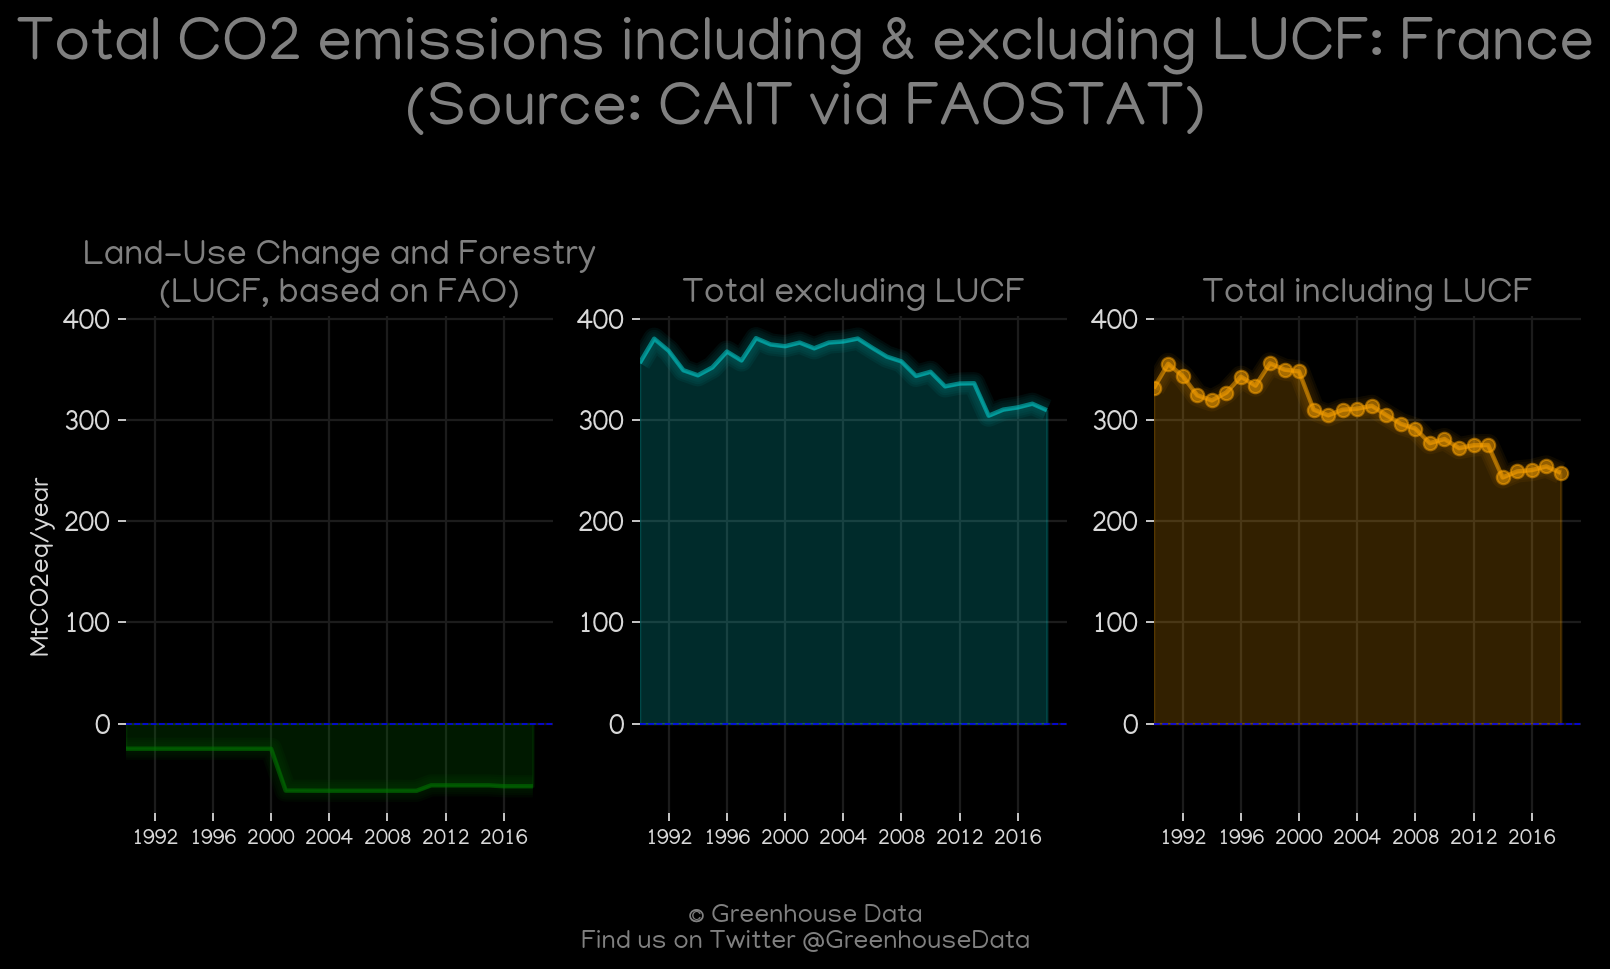 Total CO2 emissions including & excluding LUCF: France
(Source: CAIT via FAOSTAT)
Land-Use Change and Forestry
(LUCF, based on FAO)
Total excluding LUCF
Total including LUCF
MtCO2eq/year
400
300
200
100
0
1992 1996 2000 2004 2008 2012 2016
400
300
200
100
0
1992 1996 2000 2004 2008 2012 2016
400
300
200
100
0
1992 1996 2000 2004 2008 2012 2016
© Greenhouse Data
Find us on Twitter @GreenhouseData